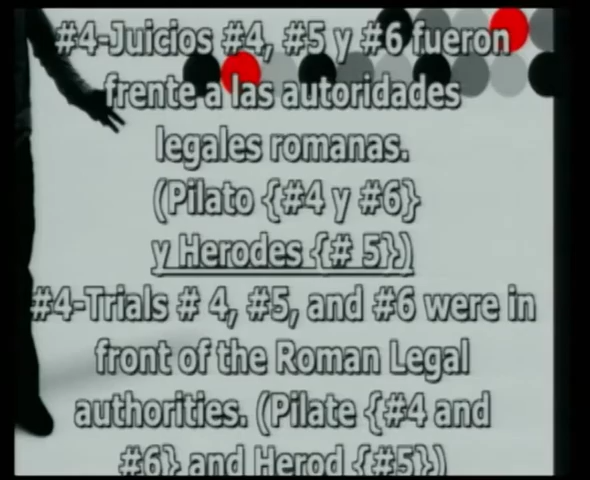 #4-Juicios #4, #5 y #6 fueron
frente a las autoridades
legales romanas.
(Pilato {#4 y #6}
y Herodes {# 5})
#4-Trials # 4, #5, and #6 were in
front of the Roman Legal
authorities. (Pilate {#4 and
#6} and Herod {#5})